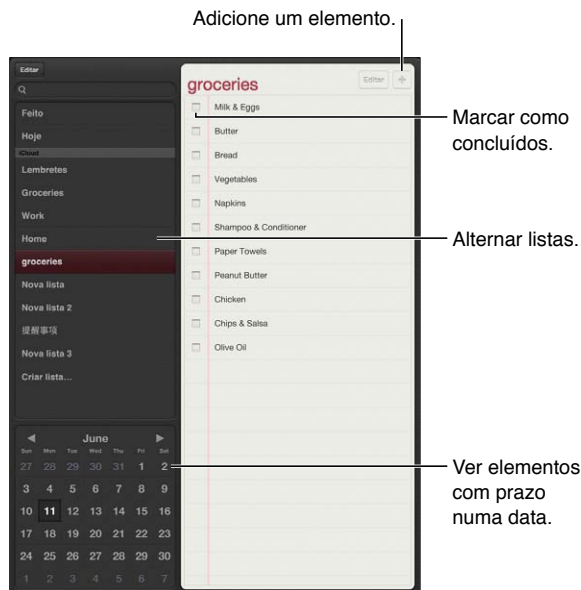 Adicione um elemento.
Editar
Feito
Hoje
iCloud
Lembretes
Groceries
Work
Home
groceries
Nova lista
Nova lista 2
提醒事项
Nova lista 3
Criar lista...
June
Sun Mon Tue Wed Thu Fri Sat
27 28 29 30 31 1 2
3 4 5 6 7 8 9
10 11 12 13 14 15 16
17 18 19 20 21 22 23
24 25 26 27 28 29 30
1 2 3 4 5 6 7
groceries
Editar +
Milk & Eggs
Butter
Bread
Vegetables
Napkins
Shampoo & Conditioner
Paper Towels
Peanut Butter
Chicken
Chips & Salsa
Olive Oil
Marcar como
concluídos.
Alternar listas.
Ver elementos
com prazo
numa data.